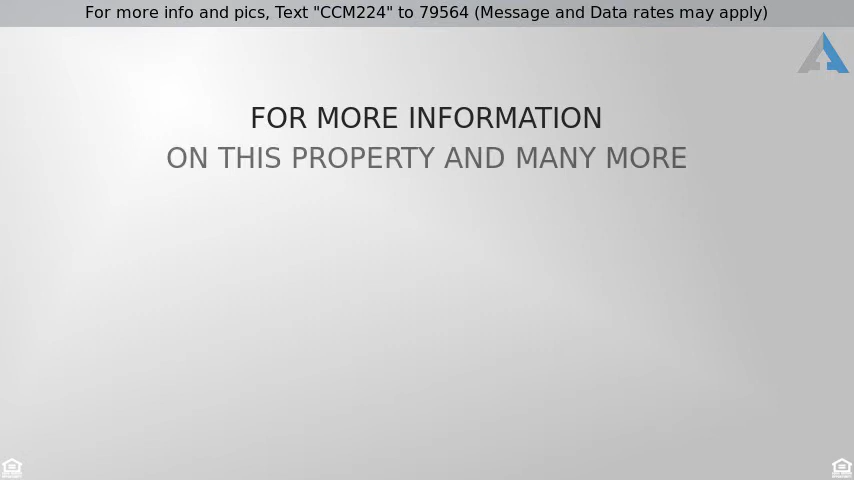 For more info and pics, Text "CCM224" to 79564 (Message and Data rates may apply)
FOR MORE INFORMATION
ON THIS PROPERTY AND MANY MORE